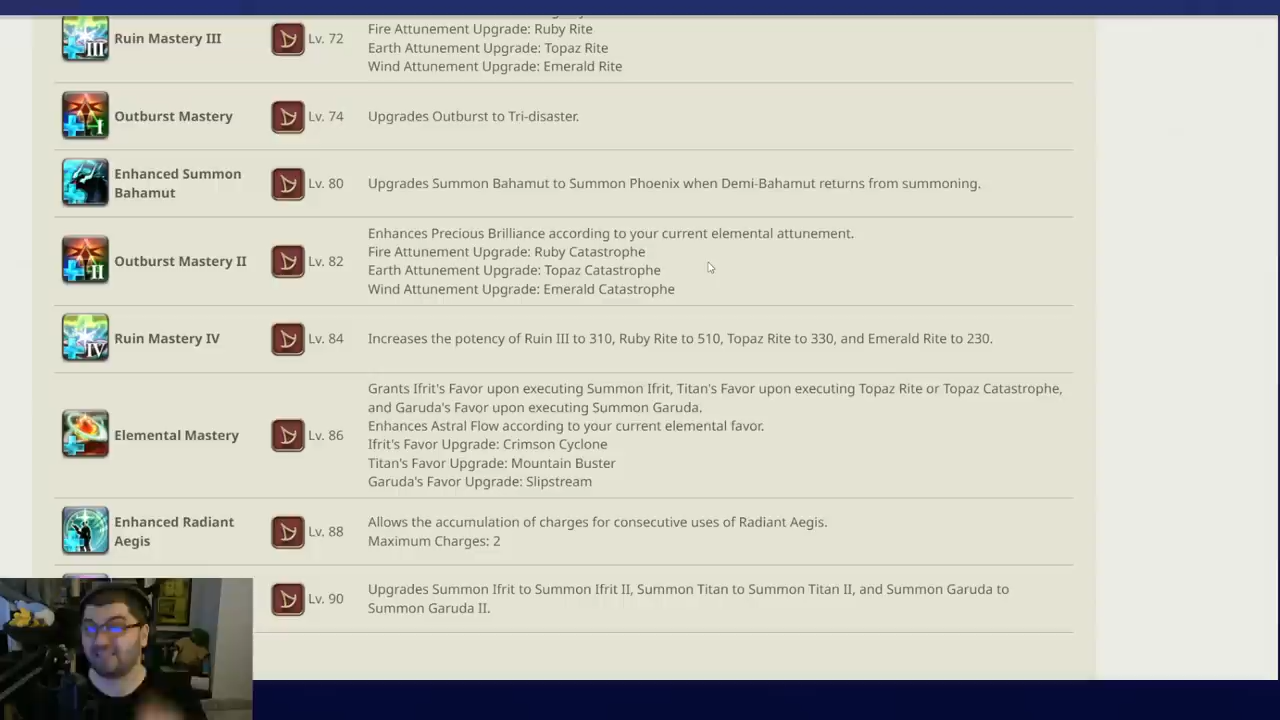 Fire Attunement Upgrade: Ruby Rite
Ruin Mastery III Lv. 72
Earth Attunement Upgrade: Topaz Rite
Wind Attunement Upgrade: Emerald Rite
Outburst Mastery Lv. 74 Upgrades Outburst to Tri-disaster.
Enhanced Summon
Bahamut
Lv. 80 Upgrades Summon Bahamut to Summon Phoenix when Demi-Bahamut returns from summoning.
Enhances Precious Brilliance according to your current elemental attunement.
Fire Attunement Upgrade: Ruby Catastrophe
Outburst Mastery II Lv. 82
Earth Attunement Upgrade: Topaz Catastrophe
Wind Attunement Upgrade: Emerald Catastrophe
Ruin Mastery IV Lv. 84 Increases the potency of Ruin III to 310, Ruby Rite to 510, Topaz Rite to 330, and Emerald Rite to 230.
Grants Ifrit's Favor upon executing Summon Ifrit, Titan's Favor upon executing Topaz Rite or Topaz Catastrophe,
and Garuda's Favor upon executing Summon Garuda.
Enhances Astral Flow according to your current elemental favor.
Elemental Mastery Lv. 86
Ifrit's Favor Upgrade: Crimson Cyclone
Titan's Favor Upgrade: Mountain Buster
Garuda's Favor Upgrade: Slipstream
Enhanced Radiant
Aegis
Lv. 88
Allows the accumulation of charges for consecutive uses of Radiant Aegis.
Maximum Charges: 2
Lv. 90
Upgrades Summon Ifrit to Summon Ifrit II, Summon Titan to Summon Titan II, and Summon Garuda to
Summon Garuda II.